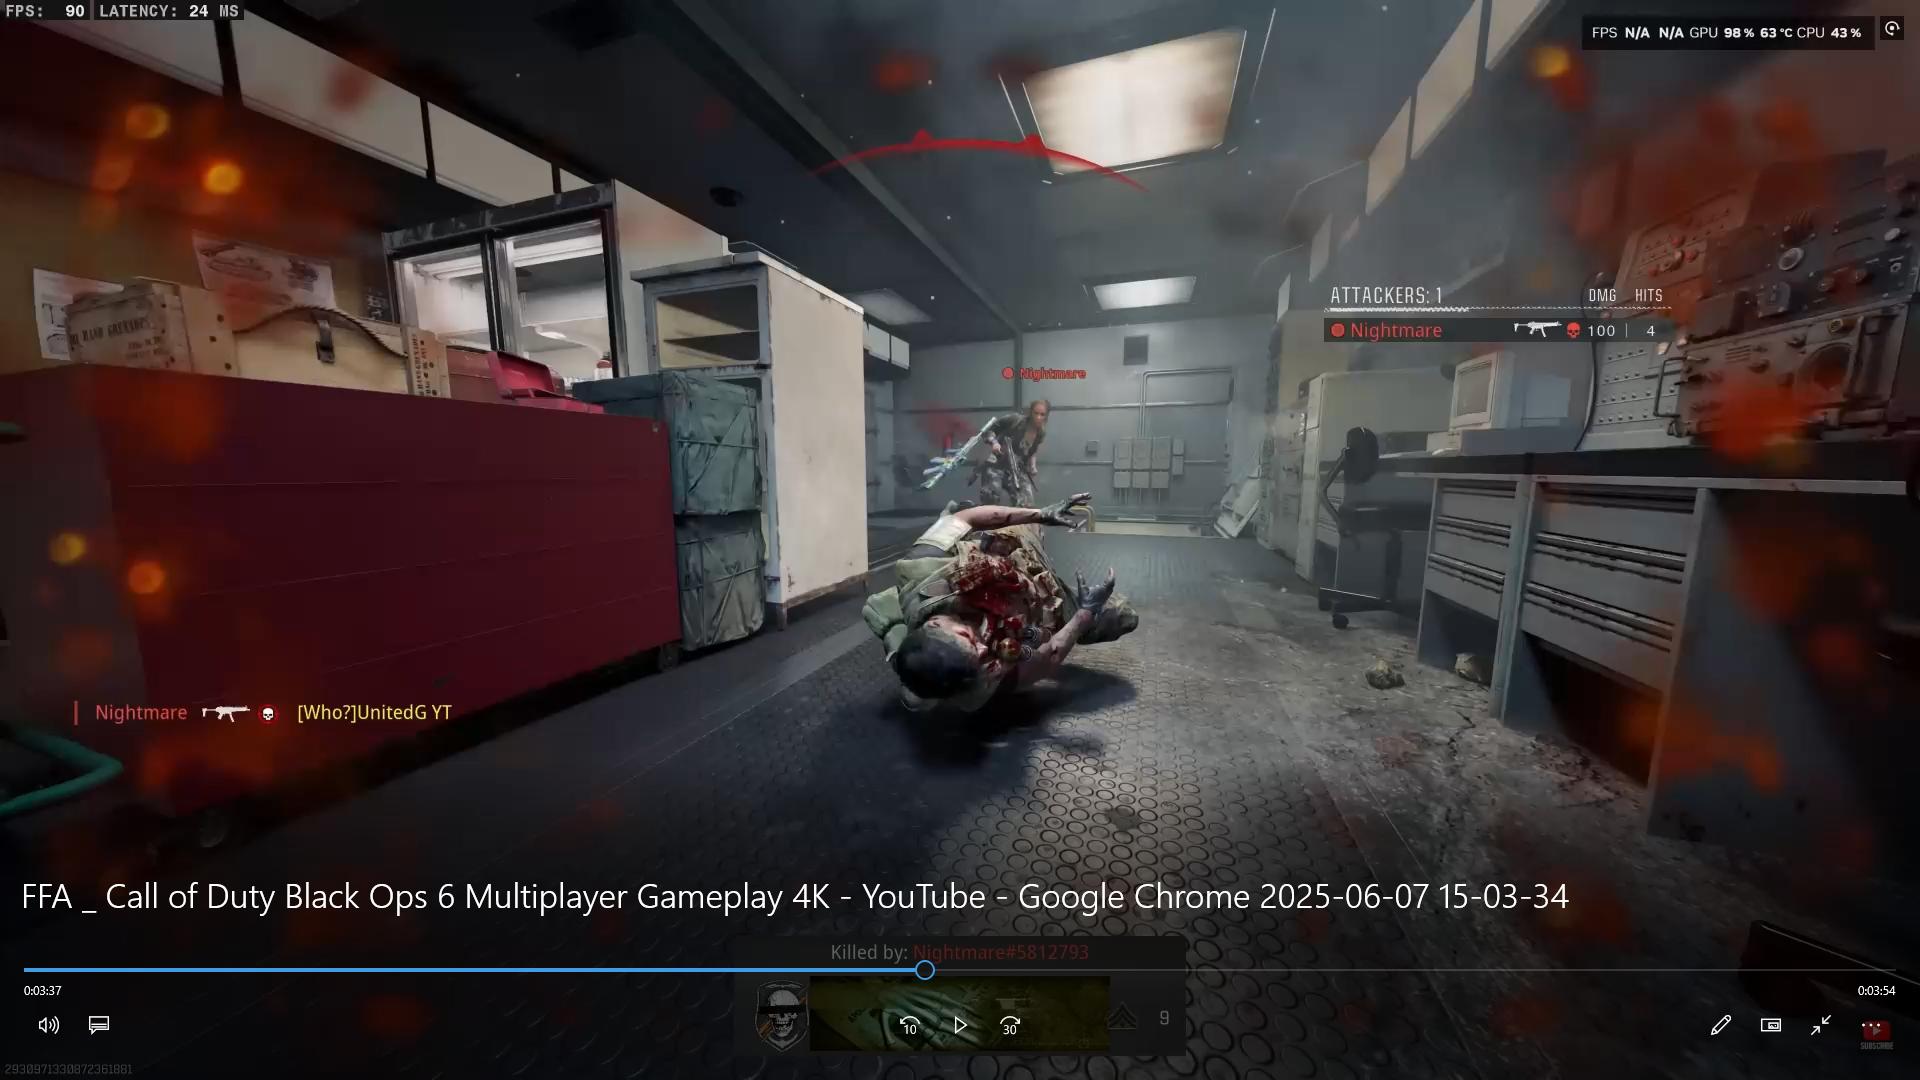 FPS: 90 LATENCY: 24 MS
FPS N/A N/A GPU 98% 63°C CPU 43%
ATTACKERS: 1 DMG HITS
Nightmare 100 | 4
Nightmare
Nightmare [Who?]UnitedG YT
FFA _ Call of Duty Black Ops 6 Multiplayer Gameplay 4K - YouTube - Google Chrome 2025-06-07 15-03-34
Killed by: Nightmare#5812793
0:03:37
0:03:54
10
30
9
SUBSCRIBE
2930971330872361881